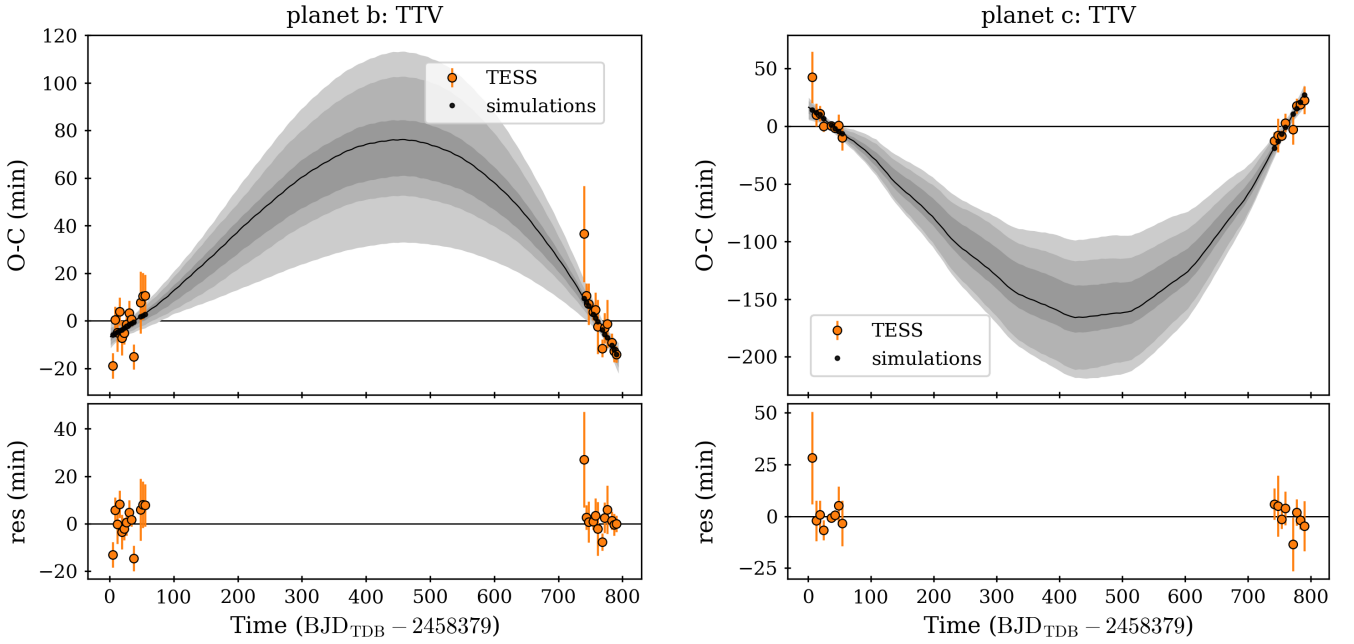 planet b: TTV
120
100
80
60
40
20
0
−20
O-C (min)
TESS
simulations
40
20
0
−20
res (min)
0 100 200 300 400 500 600 700 800
Time (BJD_TDB − 2458379)
planet c: TTV
50
0
−50
−100
−150
−200
O-C (min)
TESS
simulations
50
25
0
−25
res (min)
0 100 200 300 400 500 600 700 800
Time (BJD_TDB − 2458379)